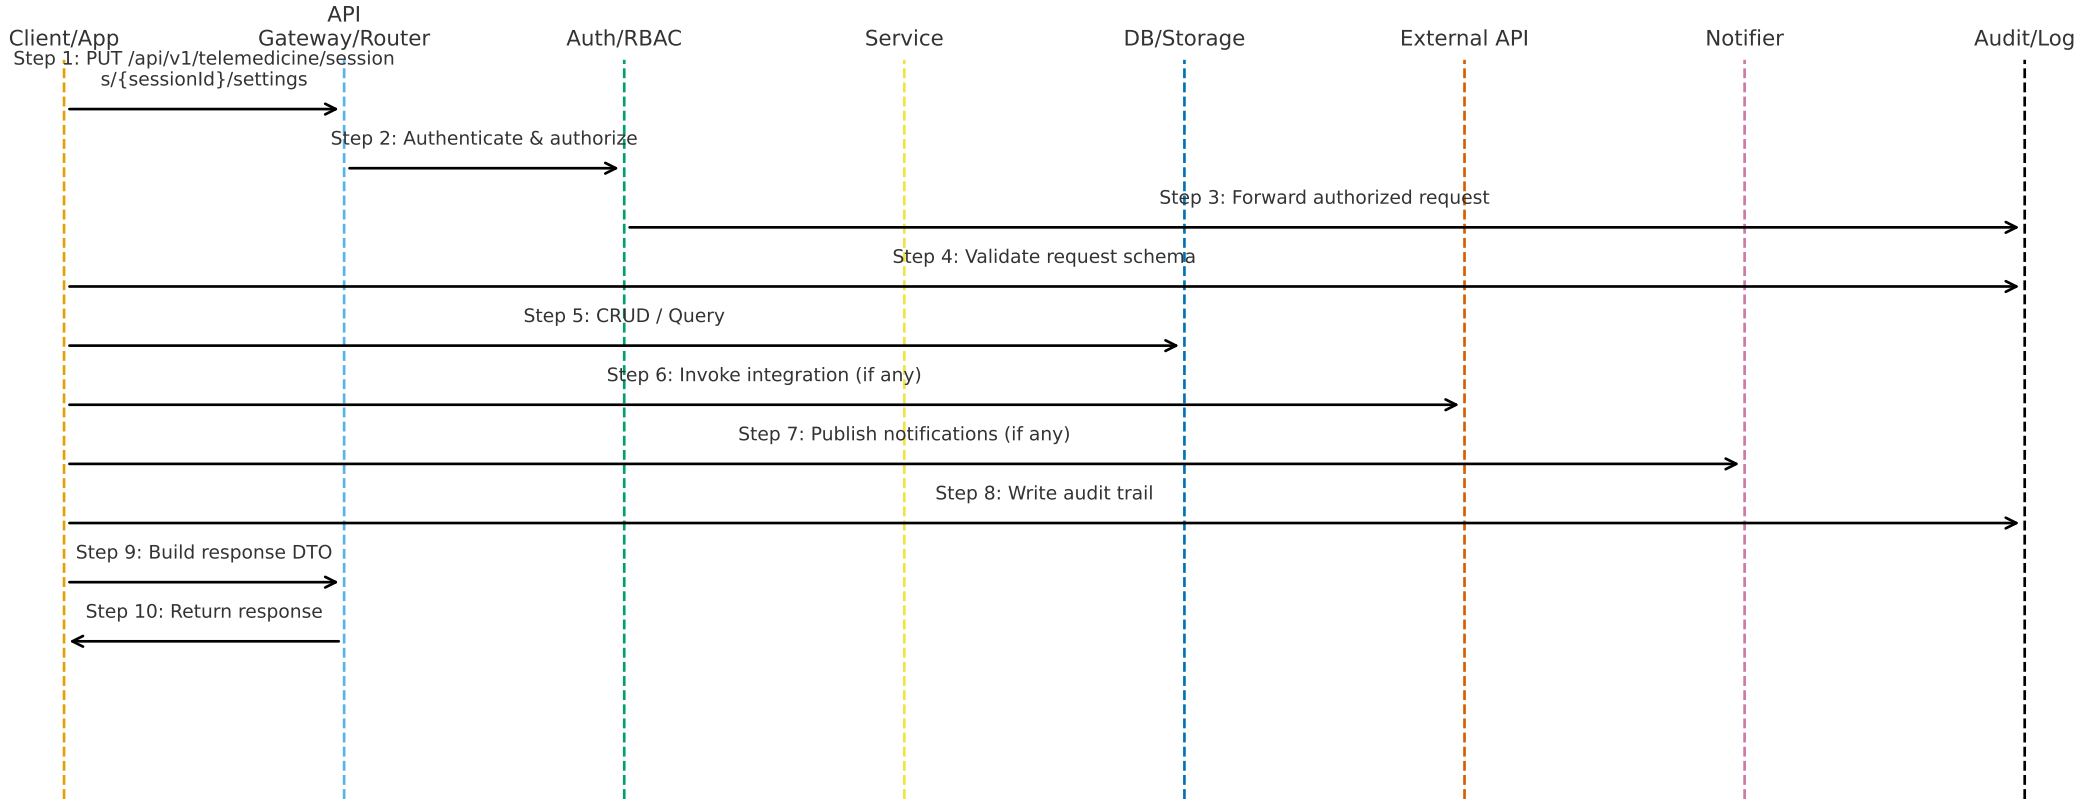 API
Client/App
Gateway/Router
Auth/RBAC
Service
DB/Storage
External API
Notifier
Audit/Log
Step 1: PUT /api/v1/telemedicine/session
s/{sessionId}/settings
Step 2: Authenticate & authorize
Step 3: Forward authorized request
Step 4: Validate request schema
Step 5: CRUD / Query
Step 6: Invoke integration (if any)
Step 7: Publish notifications (if any)
Step 8: Write audit trail
Step 9: Build response DTO
Step 10: Return response